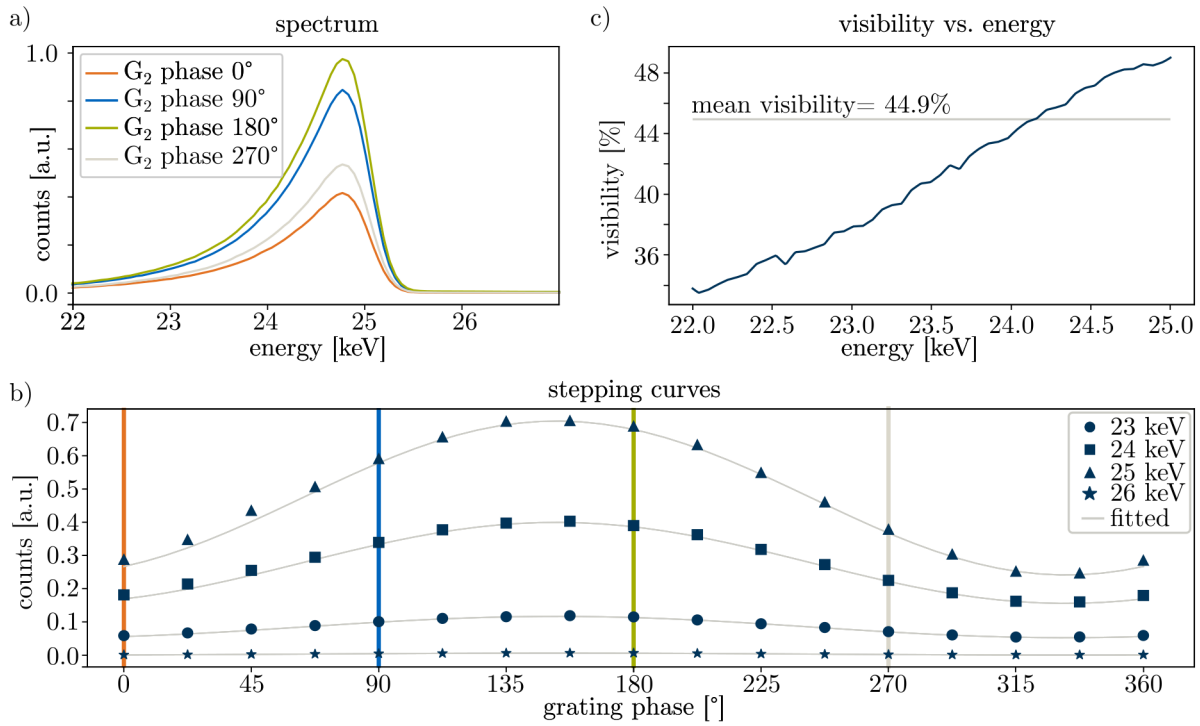 a)
spectrum
1.0
0.0
counts [a.u.]
G₂ phase 0°
G₂ phase 90°
G₂ phase 180°
G₂ phase 270°
22 23 24 25 26
energy [keV]
c)
visibility vs. energy
48
44
40
36
visibility [%]
mean visibility= 44.9%
22.0 22.5 23.0 23.5 24.0 24.5 25.0
energy [keV]
b)
stepping curves
0.7
0.6
0.5
0.4
0.3
0.2
0.1
0.0
counts [a.u.]
23 keV
24 keV
25 keV
26 keV
fitted
0 45 90 135 180 225 270 315 360
grating phase [°]